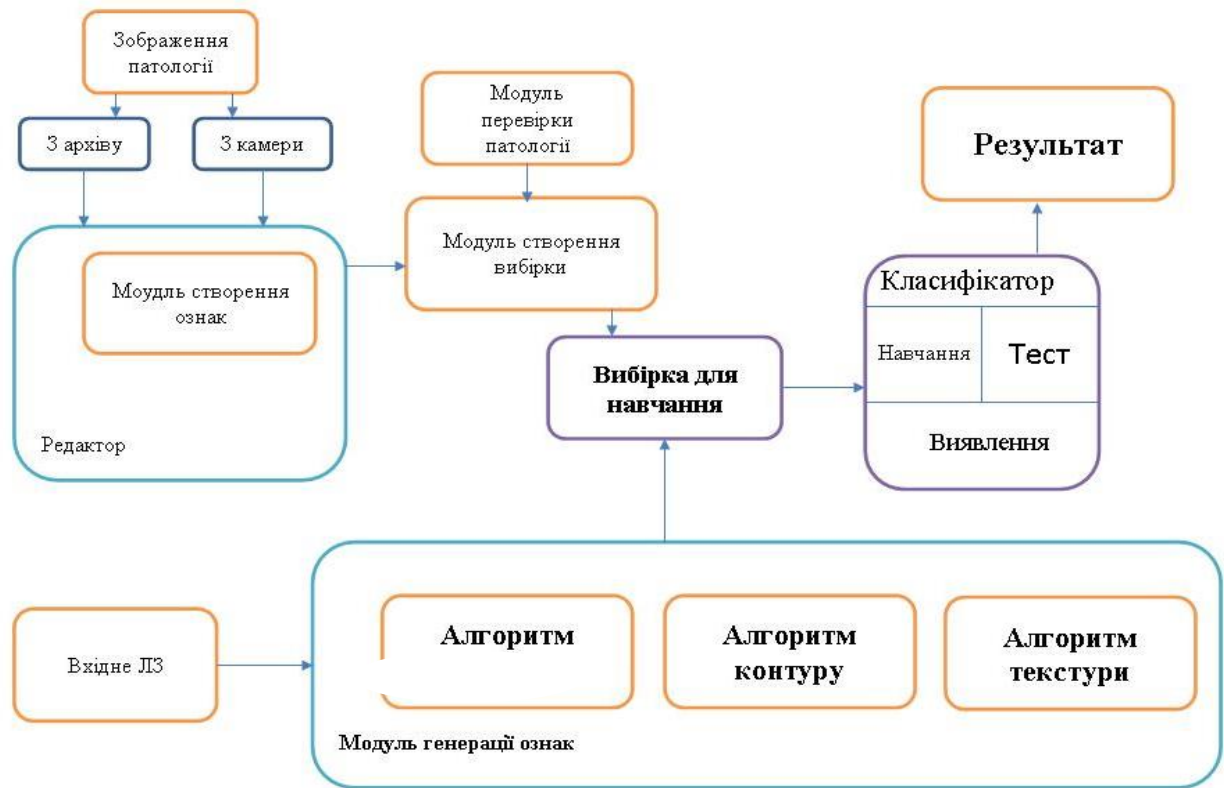 Зображення
патології
З архіву
З камери
Модуль
перевірки
патології
Результат
Моудль створення
ознак
Редактор
Модуль створення
вибірки
Вибірка для
навчання
Класифікатор
Навчання
Тест
Виявлення
Вхідне ЛЗ
Алгоритм
Алгоритм
контуру
Алгоритм
текстури
Модуль генерації ознак